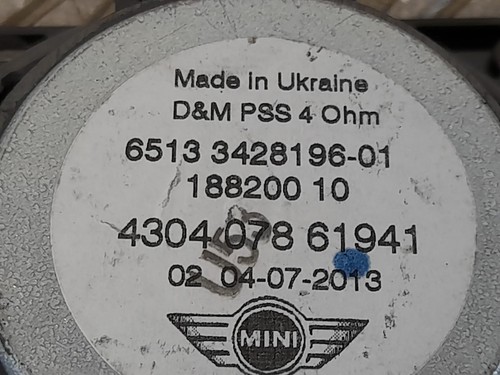 Made in Ukraine
D&M PSS 4 Ohm
6513 3428196-01
188200 10
4304 078 61941
02 04-07-2013
MINI